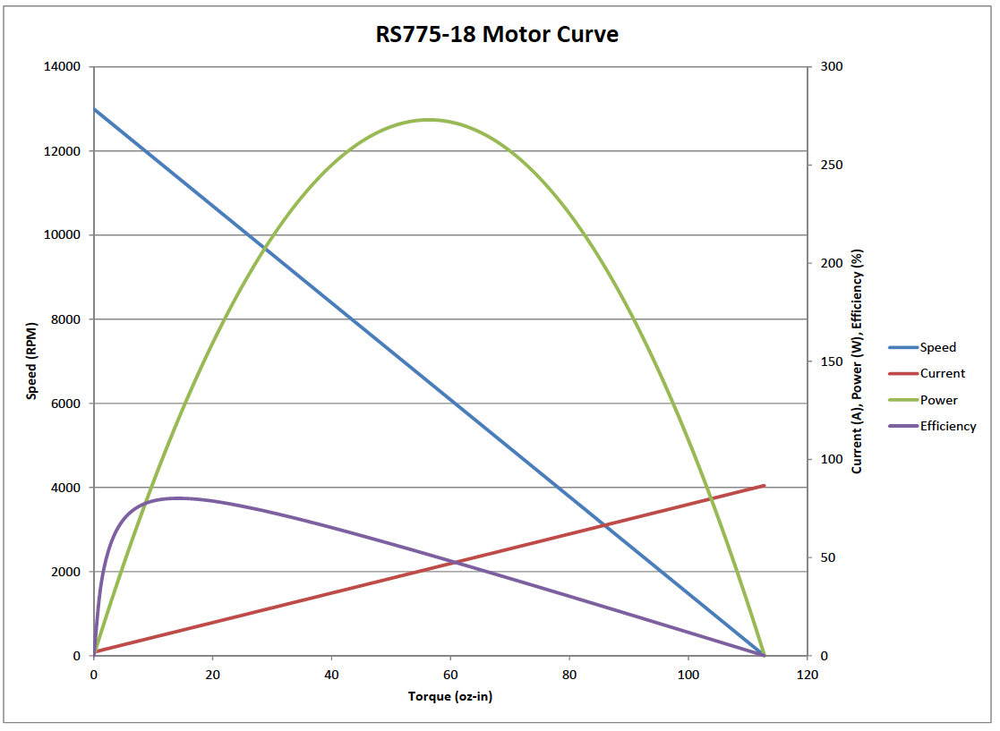 RS775-18 Motor Curve
14000
12000
10000
8000
6000
4000
2000
0
Speed (RPM)
300
250
200
150
100
50
0
Current (A), Power (W), Efficiency (%)
0 20 40 60 80 100 120
Torque (oz-in)
Speed
Current
Power
Efficiency